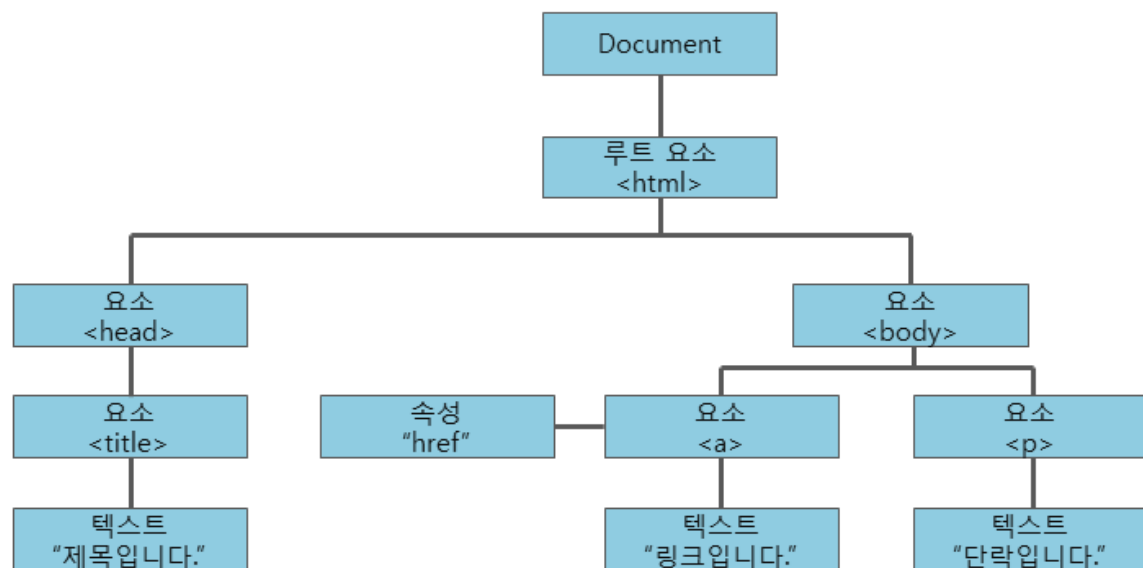 Document
루트 요소
<html>
요소
<head>
요소
<body>
요소
<title>
속성
“href”
요소
<a>
요소
<p>
텍스트
“제목입니다.”
텍스트
“링크입니다.”
텍스트
“단락입니다.”